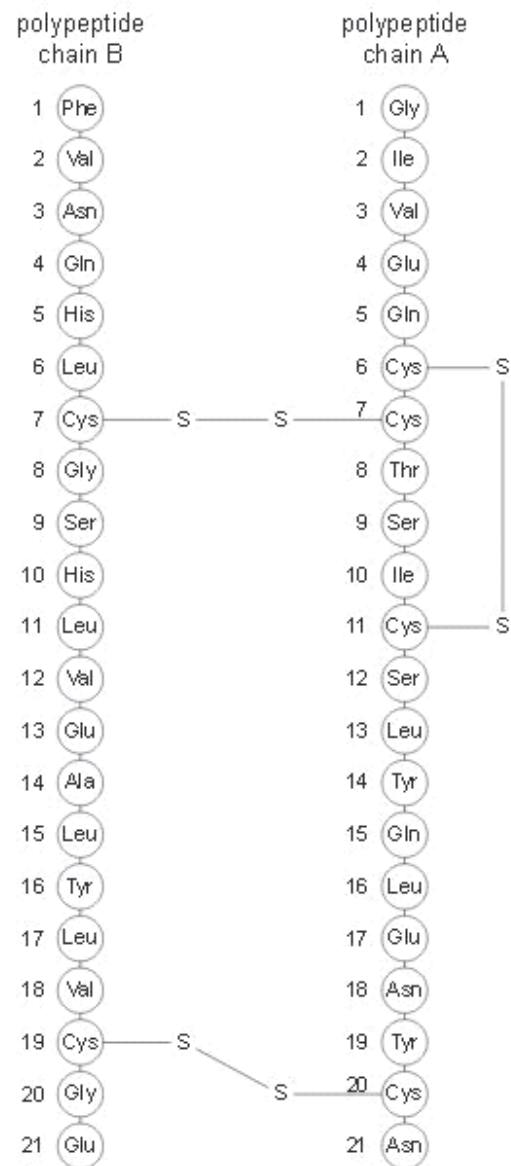 polypeptide chain B
polypeptide chain A
1 Phe 1 Gly
2 Val 2 Ile
3 Asn 3 Val
4 Gln 4 Glu
5 His 5 Gln
6 Leu 6 Cys S
7 Cys S S 7 Cys
8 Gly 8 Thr
9 Ser 9 Ser
10 His 10 Ile
11 Leu 11 Cys S
12 Val 12 Ser
13 Glu 13 Leu
14 Ala 14 Tyr
15 Leu 15 Gln
16 Tyr 16 Leu
17 Leu 17 Glu
18 Val 18 Asn
19 Cys S 19 Tyr
20 Gly S 20 Cys
21 Glu 21 Asn